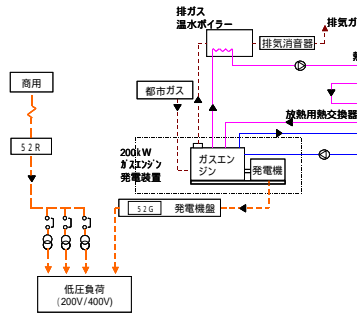 排ガス
温水ボイラー
排気ガ
排気消音器
熱
商用
都市ガス
放熱用熱交換器
52R
200kW
ガスエンジン
発電装置
ガスエン
ジン
発電機
52G
発電機盤
低圧負荷
(200V/400V)